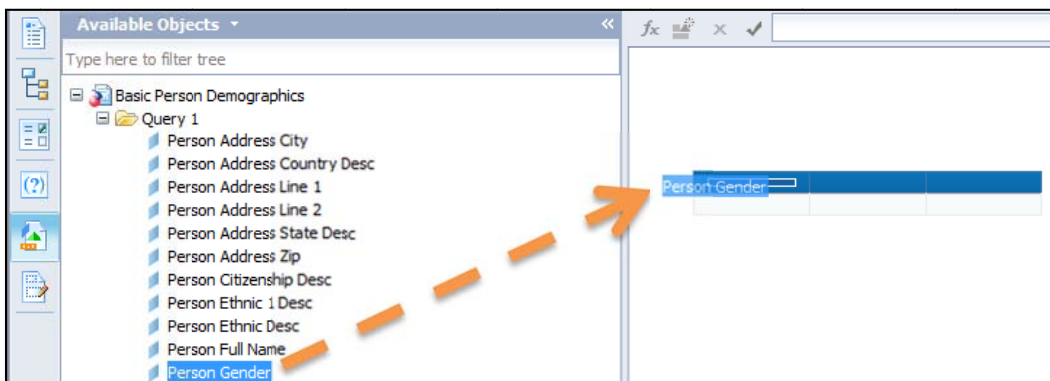 Available Objects
Type here to filter tree
Basic Person Demographics
Query 1
Person Address City
Person Address Country Desc
Person Address Line 1
Person Address Line 2
Person Address State Desc
Person Address Zip
Person Citizenship Desc
Person Ethnic 1 Desc
Person Ethnic Desc
Person Full Name
Person Gender
fx
Person Gender